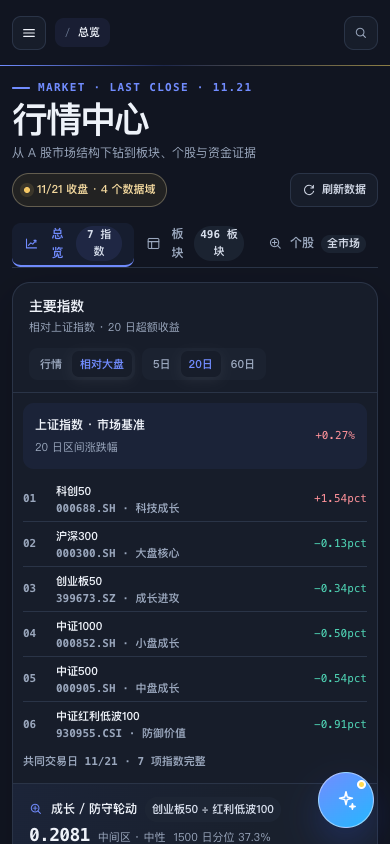 / 总览
MARKET · LAST CLOSE · 11.21
行情中心
从 A 股市场结构下钻到板块、个股与资金证据
11/21 收盘 · 4 个数据域
刷新数据
总览 7 指数
板块 496 板块
个股 全市场
主要指数
相对上证指数 · 20 日超额收益
行情 相对大盘 5日 20日 60日
上证指数 · 市场基准
20 日区间涨跌幅
+0.27%
01 科创50 +1.54pct
000688.SH · 科技成长
02 沪深300 −0.13pct
000300.SH · 大盘核心
03 创业板50 −0.34pct
399673.SZ · 成长进攻
04 中证1000 −0.50pct
000852.SH · 小盘成长
05 中证500 −0.54pct
000905.SH · 中盘成长
06 中证红利低波100 −0.91pct
930955.CSI · 防御价值
共同交易日 11/21 · 7 项指数完整
成长 / 防守轮动 创业板50 ÷ 红利低波100
0.2081 中间区 · 中性 1500 日分位 37.3%